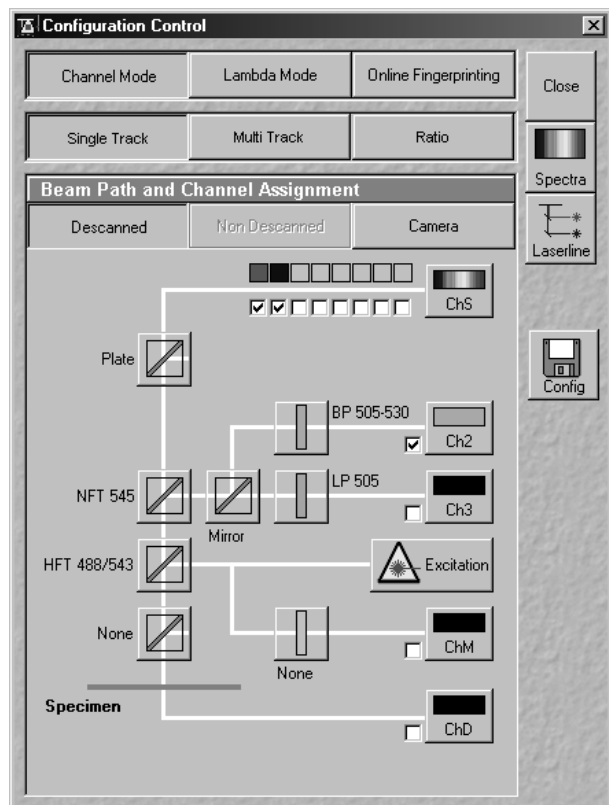 Configuration Control
Channel Mode
Lambda Mode
Online Fingerprinting
Close
Single Track
Multi Track
Ratio
Spectra
Beam Path and Channel Assignment
Descanned
Non Descanned
Camera
Laserline
ChS
Plate
Config
BP 505-530
Ch2
NFT 545
LP 505
Ch3
Mirror
HFT 488/543
Excitation
None
ChM
None
Specimen
ChD